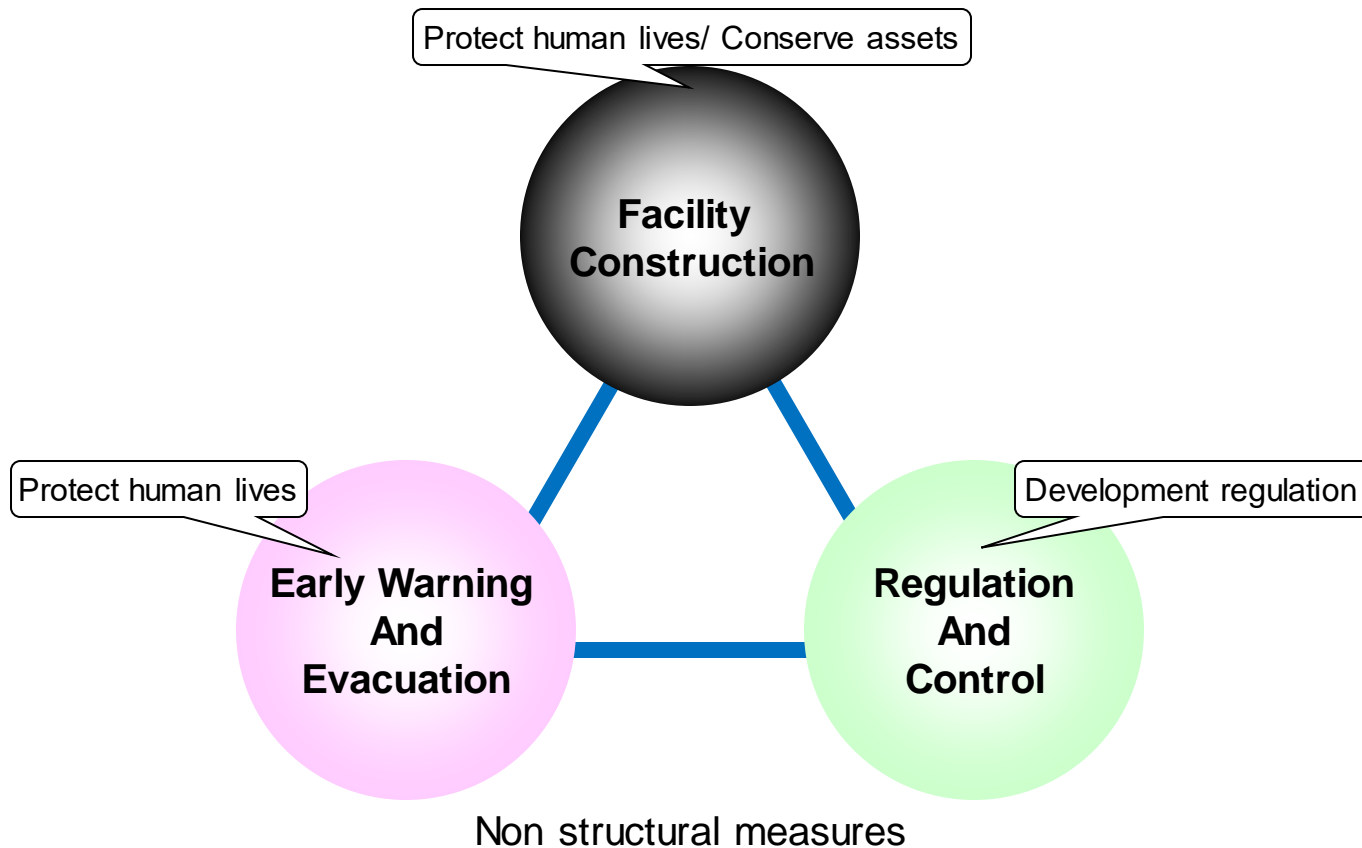 Protect human lives/ Conserve assets
Facility
Construction
Protect human lives
Development regulation
Early Warning
And
Evacuation
Regulation
And
Control
Non structural measures